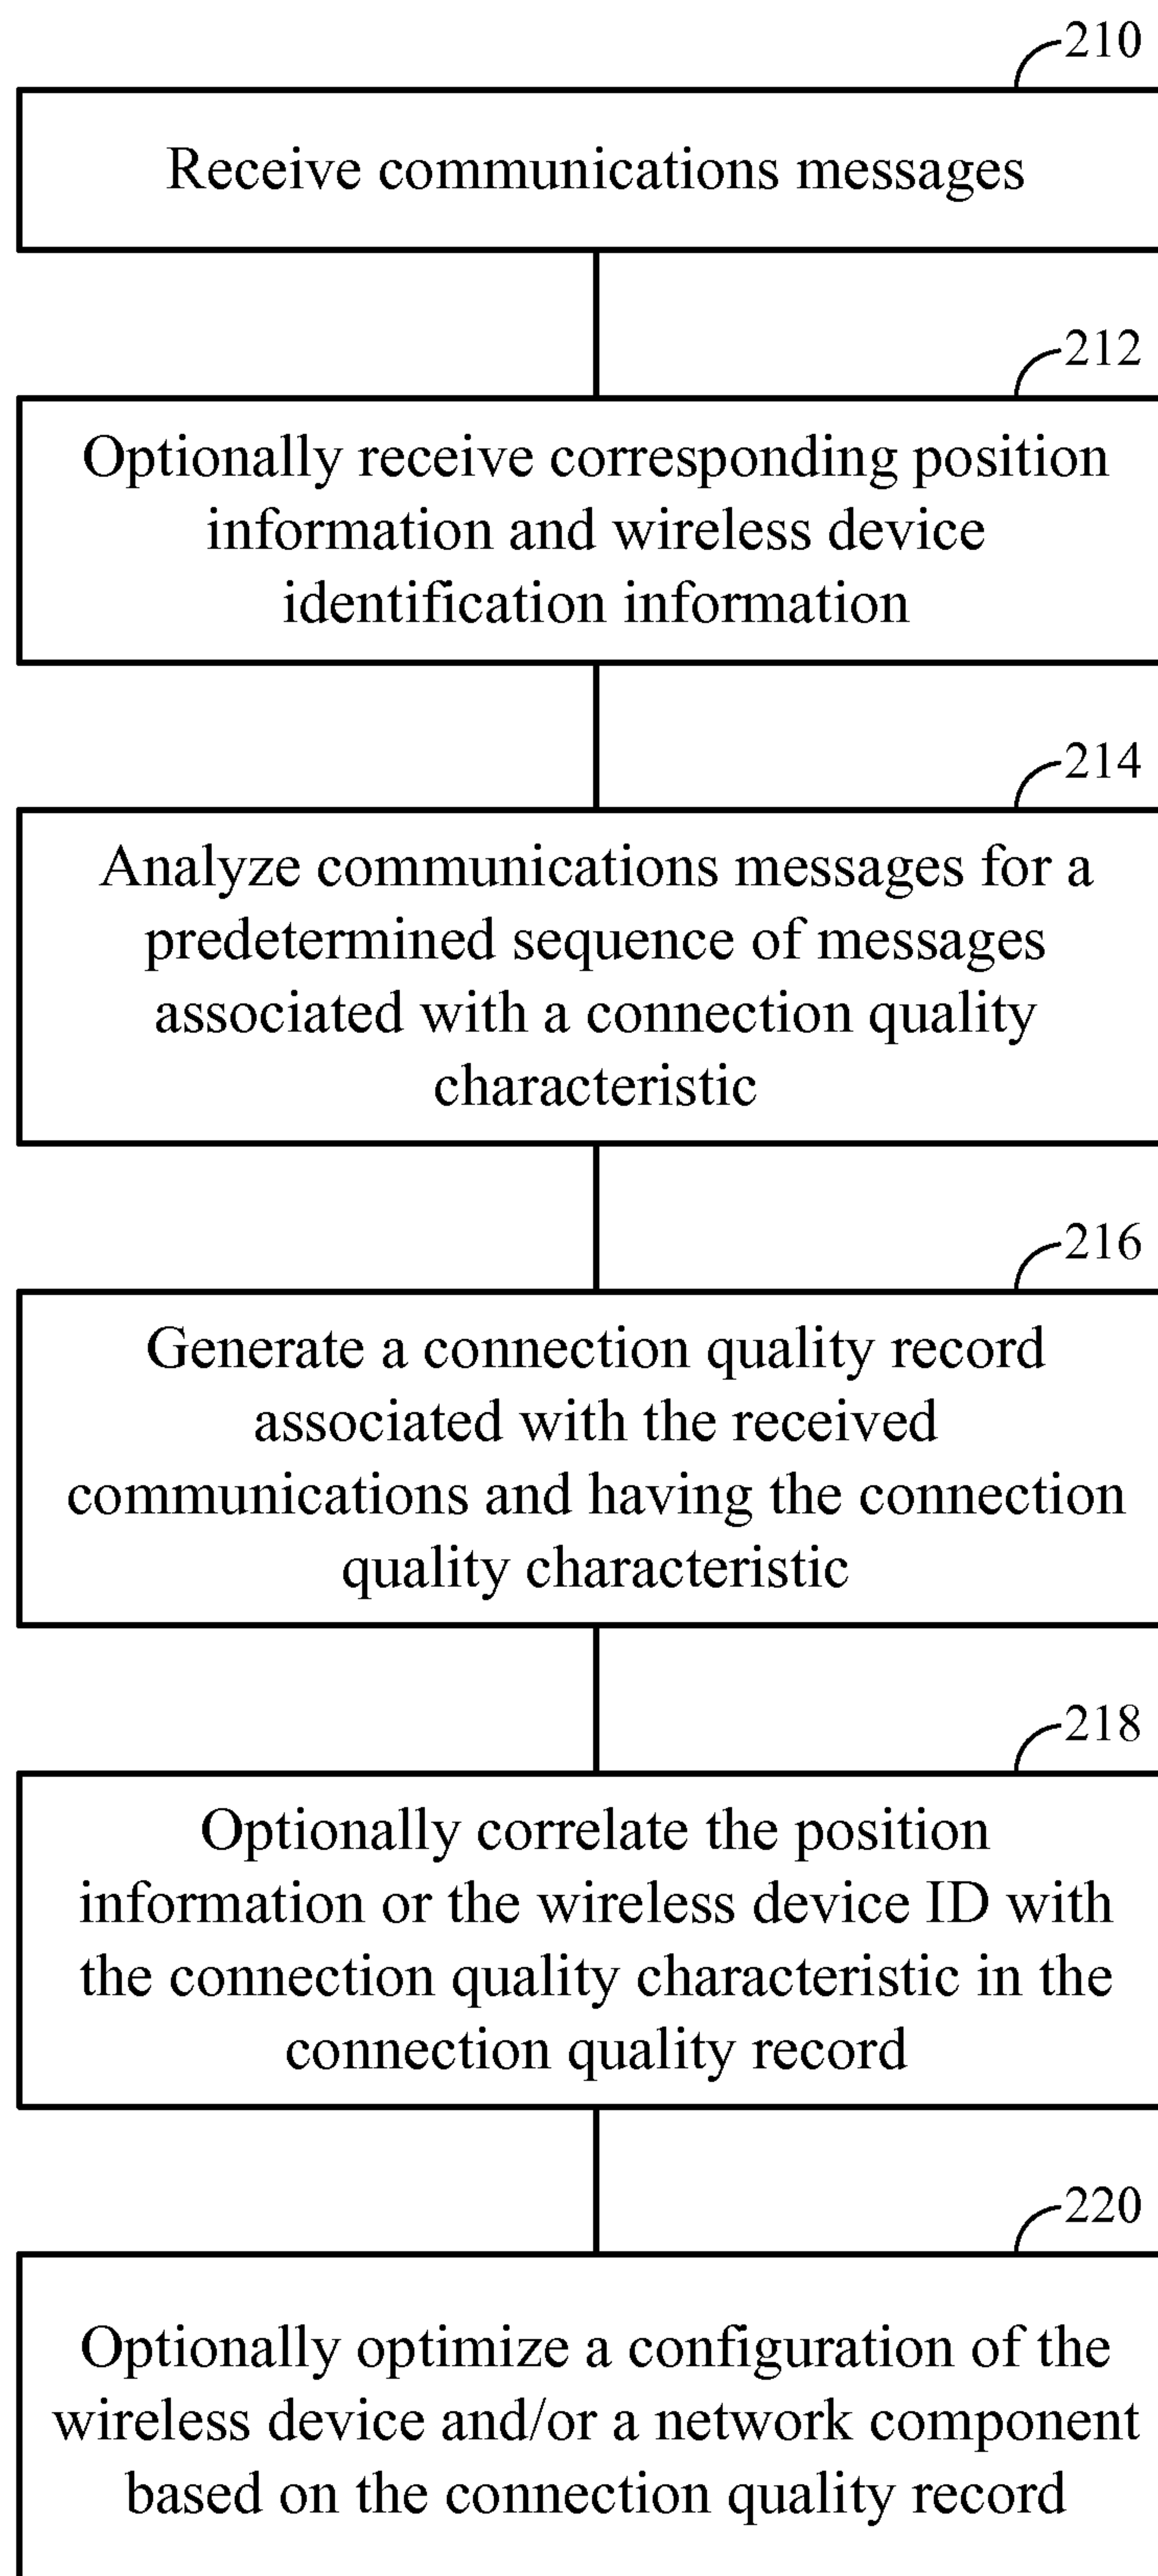 210
Receive communications messages
212
Optionally receive corresponding position
information and wireless device
identification information
214
Analyze communications messages for a
predetermined sequence of messages
associated with a connection quality
characteristic
216
Generate a connection quality record
associated with the received
communications and having the connection
quality characteristic
218
Optionally correlate the position
information or the wireless device ID with
the connection quality characteristic in the
connection quality record
220
Optionally optimize a configuration of the
wireless device and/or a network component
based on the connection quality record